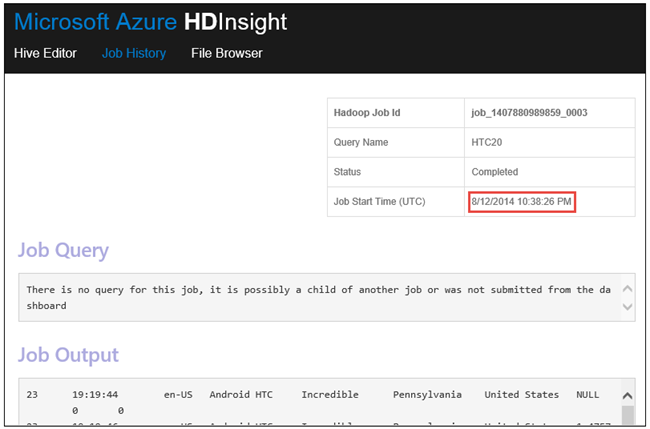 Microsoft Azure HDInsight
Hive Editor Job History File Browser
Hadoop Job Id job_1407880989859_0003
Query Name HTC20
Status Completed
Job Start Time (UTC) 8/12/2014 10:38:26 PM
Job Query
There is no query for this job, it is possibly a child of another job or was not submitted from the da
shboard
Job Output
23 19:19:44 en-US Android HTC Incredible Pennsylvania United States NULL
0 0